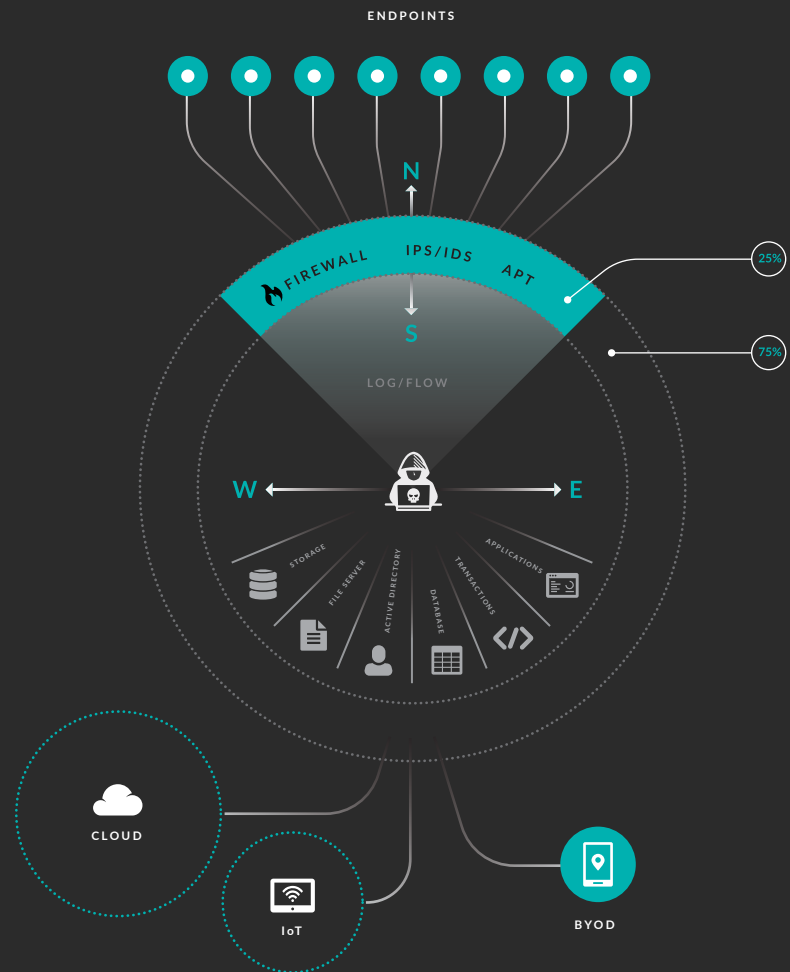 ENDPOINTS
N
FIREWALL
IPS/IDS
APT
25%
S
75%
LOG/FLOW
W
E
STORAGE
FILE SERVER
ACTIVE DIRECTORY
DATABASE
TRANSACTIONS
APPLICATIONS
CLOUD
IoT
BYOD